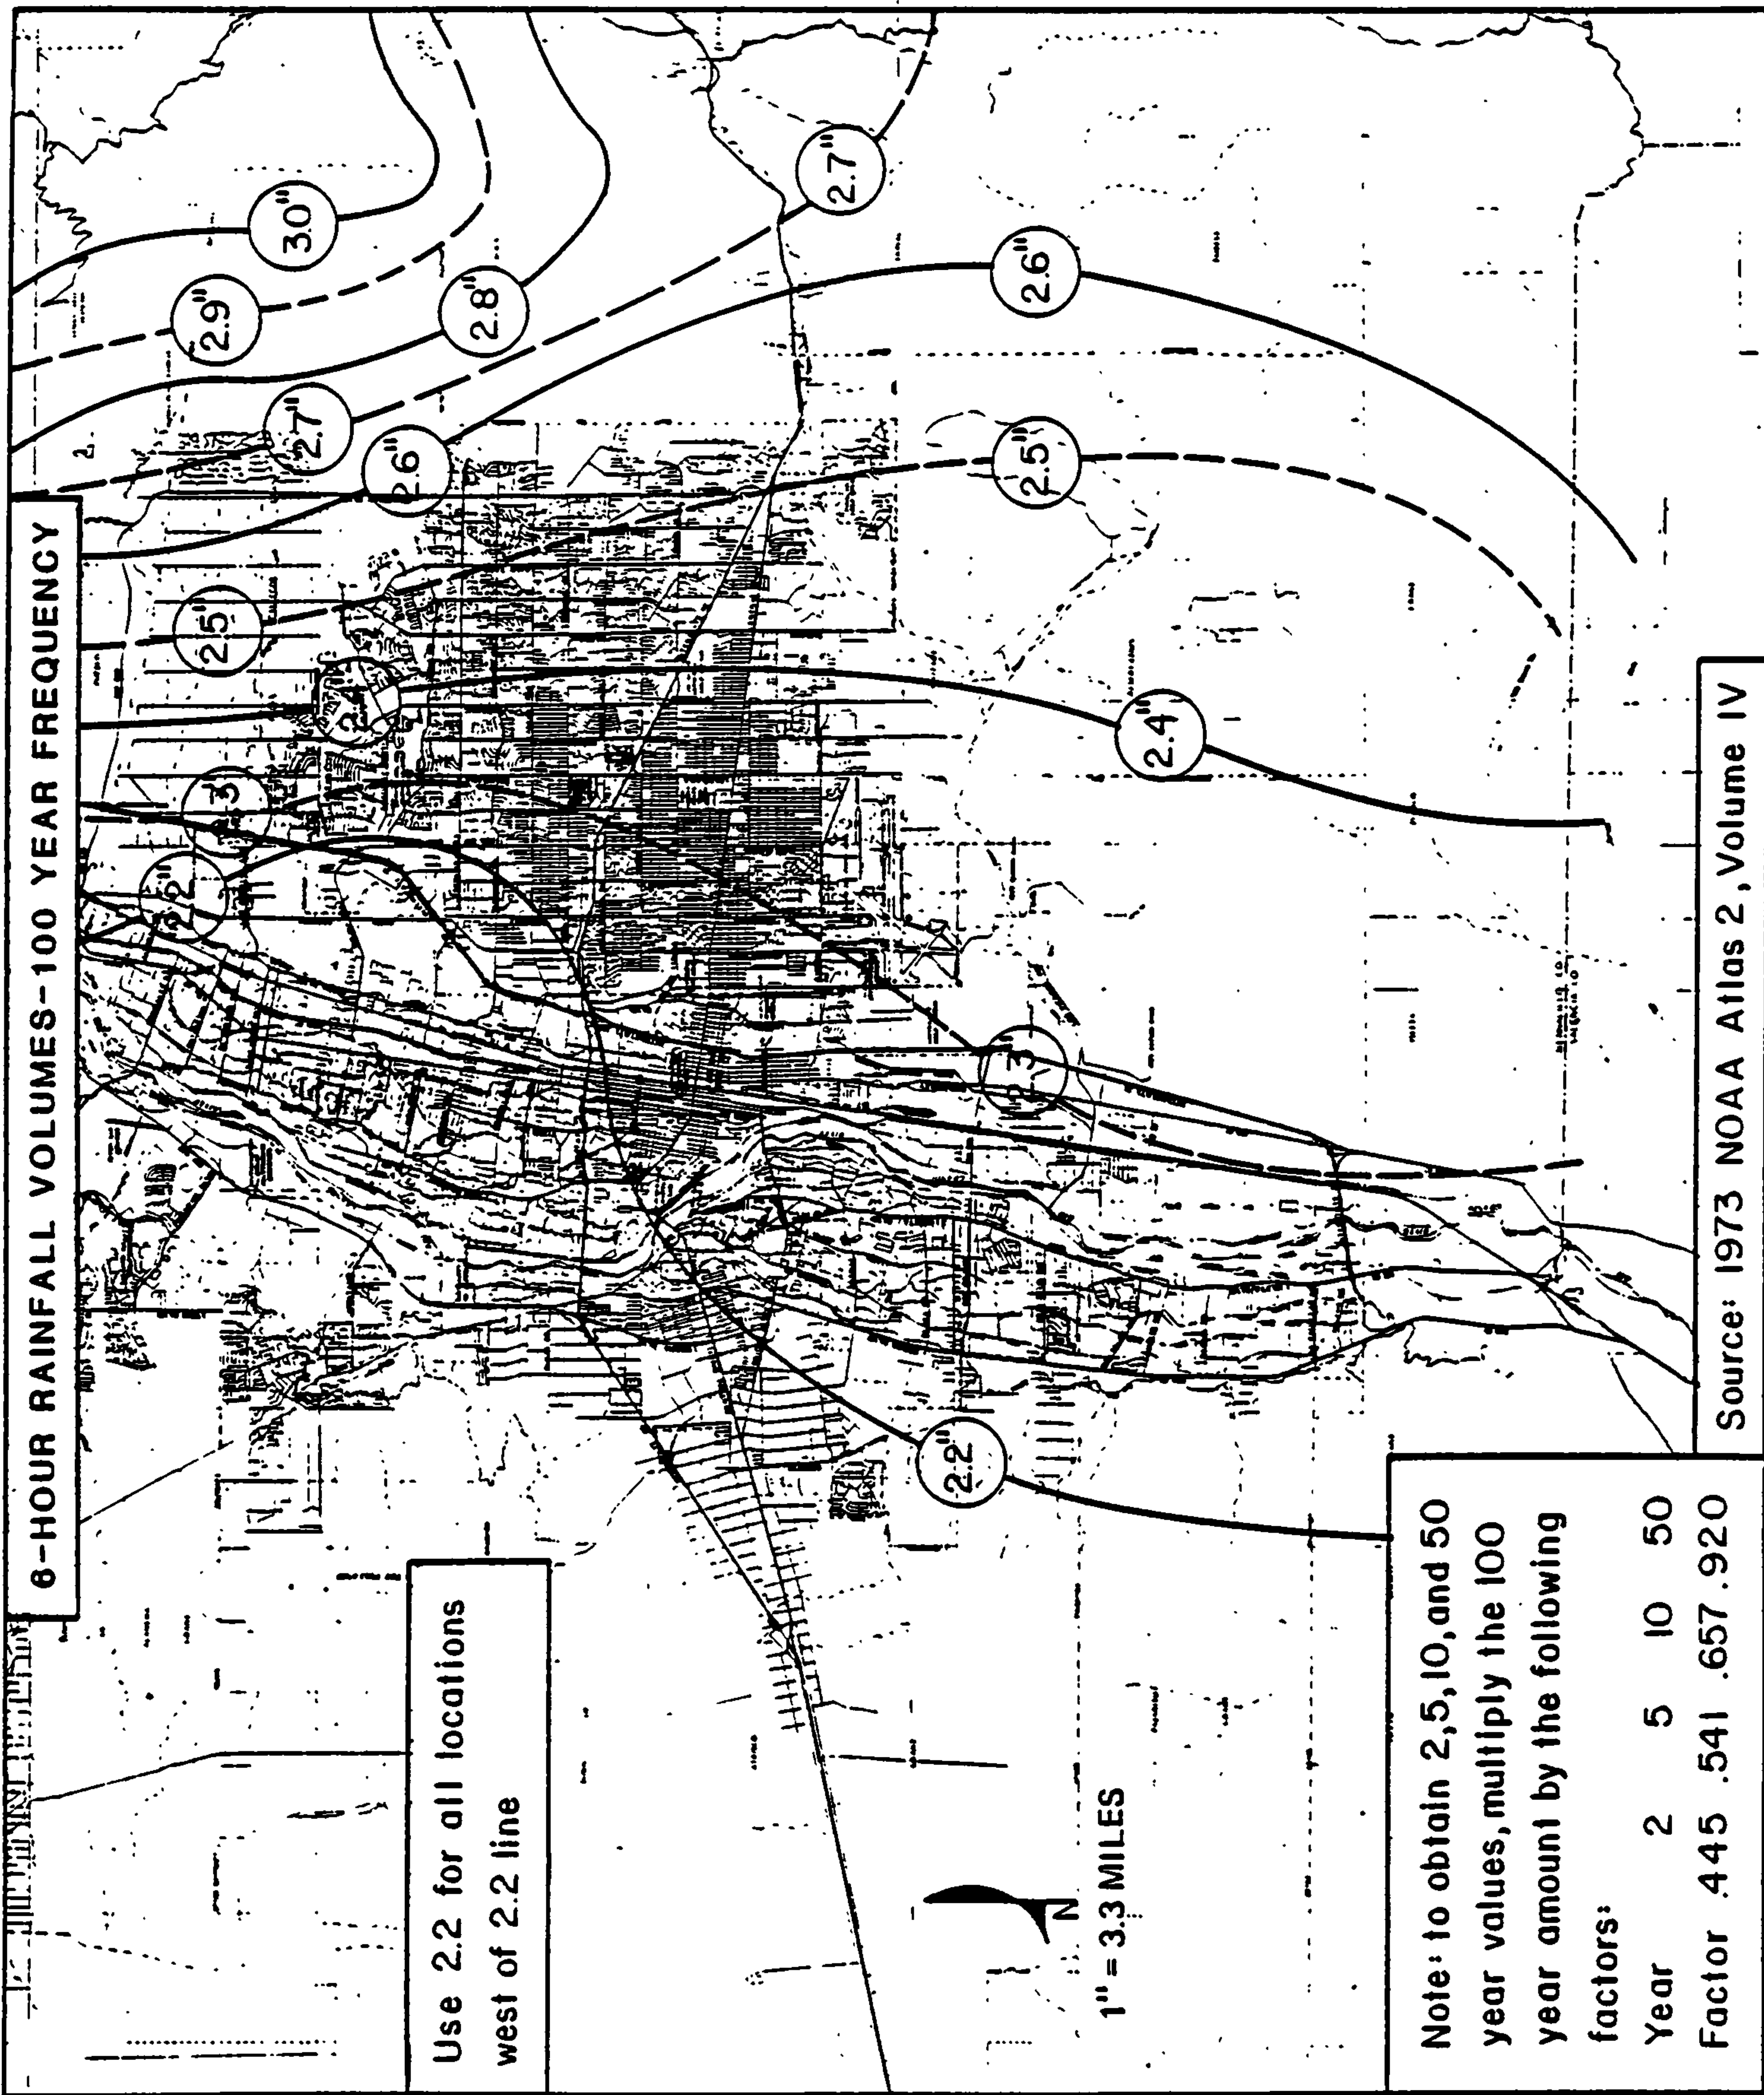 6-HOUR RAINFALL VOLUMES-100 YEAR FREQUENCY
3.0"
2.9"
2.8"
2.7"
2.7"
2.6"
2.6"
2.5"
2.5"
2.4"
2.4"
2.2"
2.2"
Use 2.2 for all locations
west of 2.2 line
N
1" = 3.3 MILES
Note: to obtain 2,5,10, and 50
year values, multiply the 100
year amount by the following
factors:
Year 2 5 10 50
Factor .445 .541 .657 .920
Source: 1973 NOAA Atlas 2, Volume IV